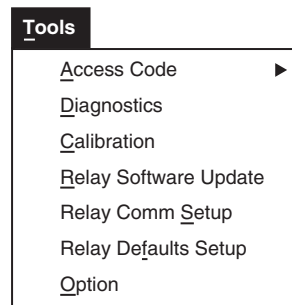 Tools
Access Code
Diagnostics
Calibration
Relay Software Update
Relay Comm Setup
Relay Defaults Setup
Option